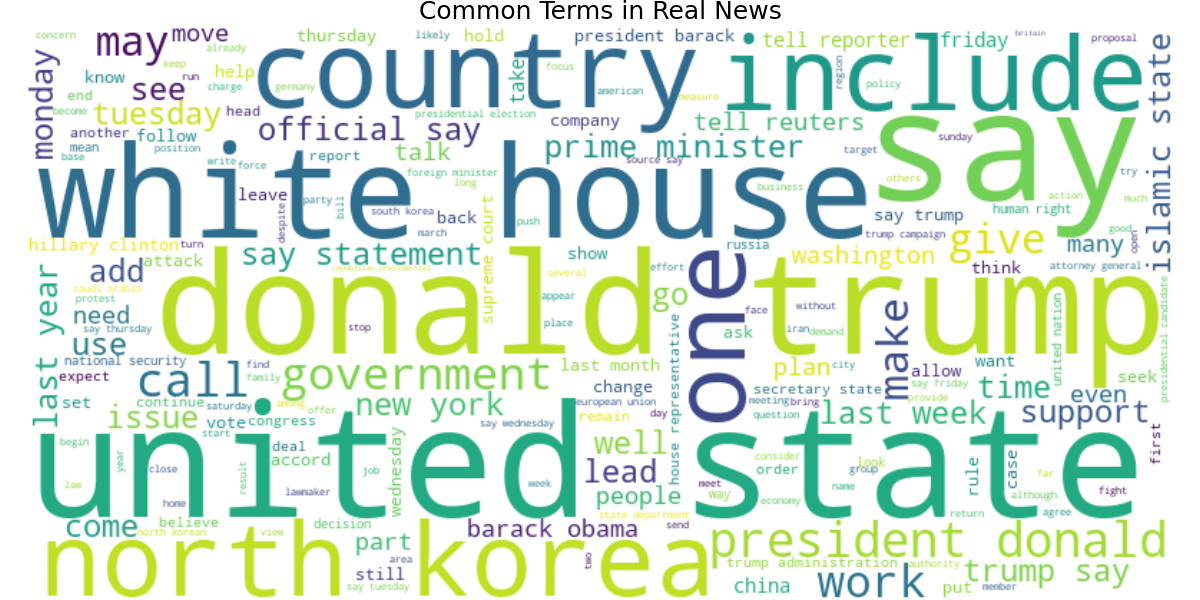 Common Terms in Real News
concern
already
may
move
thursday
likely
hold
president barack
tell reporter
friday
britain
proposal
monday
know
see
keep
run
charge
help
country
germany
focus
american
taken
measure
include
region
policy
islamic state
end
become
tuesday
head
presidential election
company
tell reuters
say
sunday
another
follow
official say
mean
position
base
write
force
report
talk
prime minister
source say
foreign minister
long
target
others
try
action
much
white house
leave
party
bill
despite
south korea
march
back
push
business
human right
say trump
trump campaign
good
open
hillary clinton
turn
attack
say statement
republican presidential
supreme court
show
several
effort
russia
washington
give
think
many
attorney general
add
saudi arabia
protest
need
say thursday
use
last year
donald trump
stop
appear
place
go
one
face
without
iran
demand
ask
make
united nation
presidential candidate
national security
find
family
expect
call
government
last month
change
european union
plan
city
secretary state
meeting
bring
question
allow
say friday
provide
want
time
even
seek
set
continue
saturday
among
offer
new york
remain
day
house representative
last week
support
issue
vote
congress
start
say wednesday
well
first
begin
year
law
close
home
united state
result
deal
accord
lawmaker
job
wednesday
week
lead
people
way
meet
economy
consider
order
look
group
name
rule
case
although
far
agree
fight
return
come
believe
north korean
view
decision
barack obama
state department
send
north korea
part
area
still
say tuesday
two
president donald
trump administration
authority
trump say
china
work
put
member